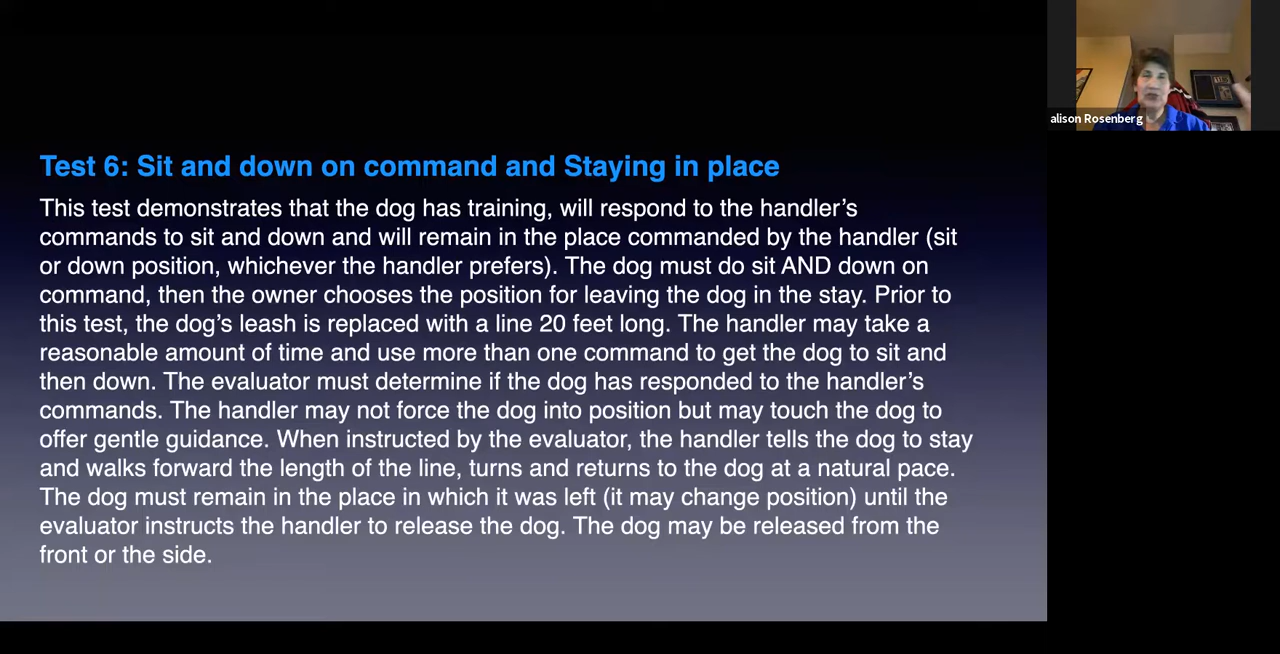 Test 6: Sit and down on command and Staying in place
This test demonstrates that the dog has training, will respond to the handler’s
commands to sit and down and will remain in the place commanded by the handler (sit
or down position, whichever the handler prefers). The dog must do sit AND down on
command, then the owner chooses the position for leaving the dog in the stay. Prior to
this test, the dog’s leash is replaced with a line 20 feet long. The handler may take a
reasonable amount of time and use more than one command to get the dog to sit and
then down. The evaluator must determine if the dog has responded to the handler’s
commands. The handler may not force the dog into position but may touch the dog to
offer gentle guidance. When instructed by the evaluator, the handler tells the dog to stay
and walks forward the length of the line, turns and returns to the dog at a natural pace.
The dog must remain in the place in which it was left (it may change position) until the
evaluator instructs the handler to release the dog. The dog may be released from the
front or the side.
alison Rosenberg